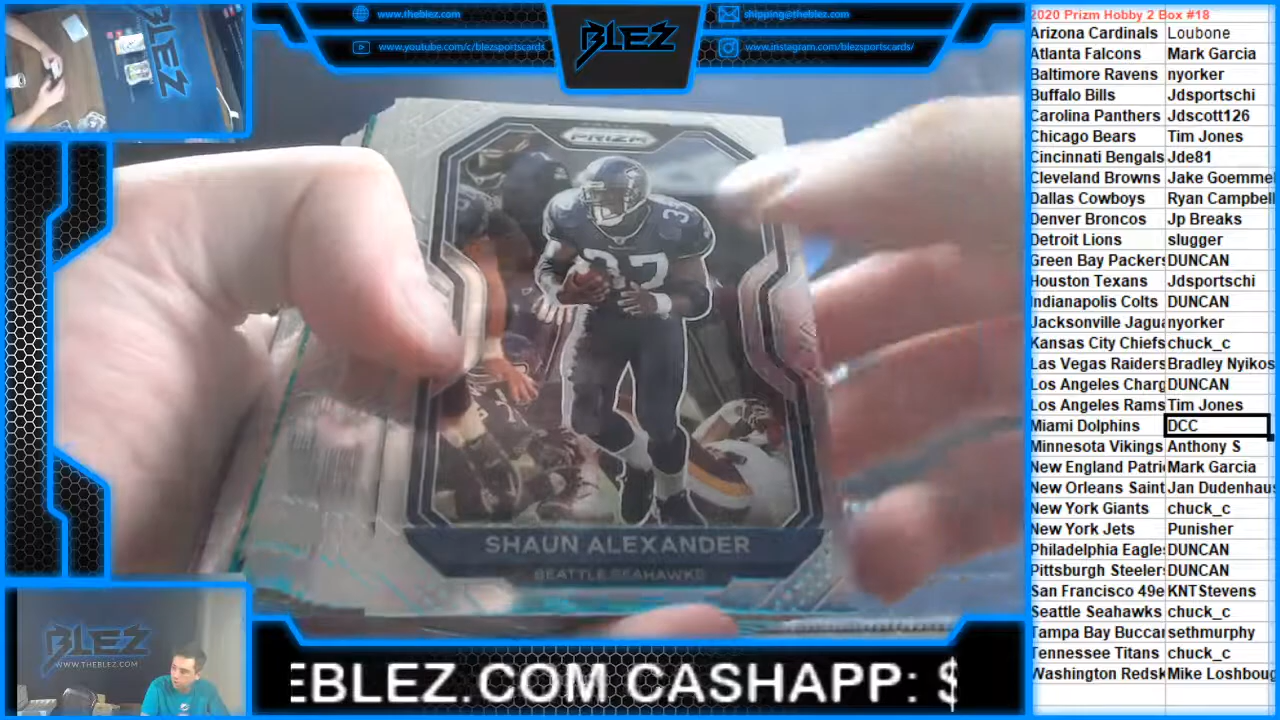 www.theblez.com
shipping@theblez.com
www.youtube.com/c/blezsportscards
www.instagram.com/blezsportscards/
BLEZ
BLEZ
PRIZM
37
SHAUN ALEXANDER
SEATTLE SEAHAWKS
BLEZ
WWW.THEBLEZ.COM
EBLEZ.COM CASHAPP: $
2020 Prizm Hobby 2 Box #18
Arizona Cardinals Loubone
Atlanta Falcons Mark Garcia
Baltimore Ravens nyorker
Buffalo Bills Jdsportschi
Carolina Panthers Jdscott126
Chicago Bears Tim Jones
Cincinnati Bengals Jde81
Cleveland Browns Jake Goemme
Dallas Cowboys Ryan Campbell
Denver Broncos Jp Breaks
Detroit Lions slugger
Green Bay Packers DUNCAN
Houston Texans Jdsportschi
Indianapolis Colts DUNCAN
Jacksonville Jagua nyorker
Kansas City Chiefs chuck_c
Las Vegas Raiders Bradley Nyikos
Los Angeles Charg DUNCAN
Los Angeles Rams Tim Jones
Miami Dolphins DCC
Minnesota Vikings Anthony S
New England Patri Mark Garcia
New Orleans Saint Jan Dudenhaus
New York Giants chuck_c
New York Jets Punisher
Philadelphia Eagle DUNCAN
Pittsburgh Steeler DUNCAN
San Francisco 49e KNTStevens
Seattle Seahawks chuck_c
Tampa Bay Buccar sethmurphy
Tennessee Titans chuck_c
Washington Redsk Mike Loshboug